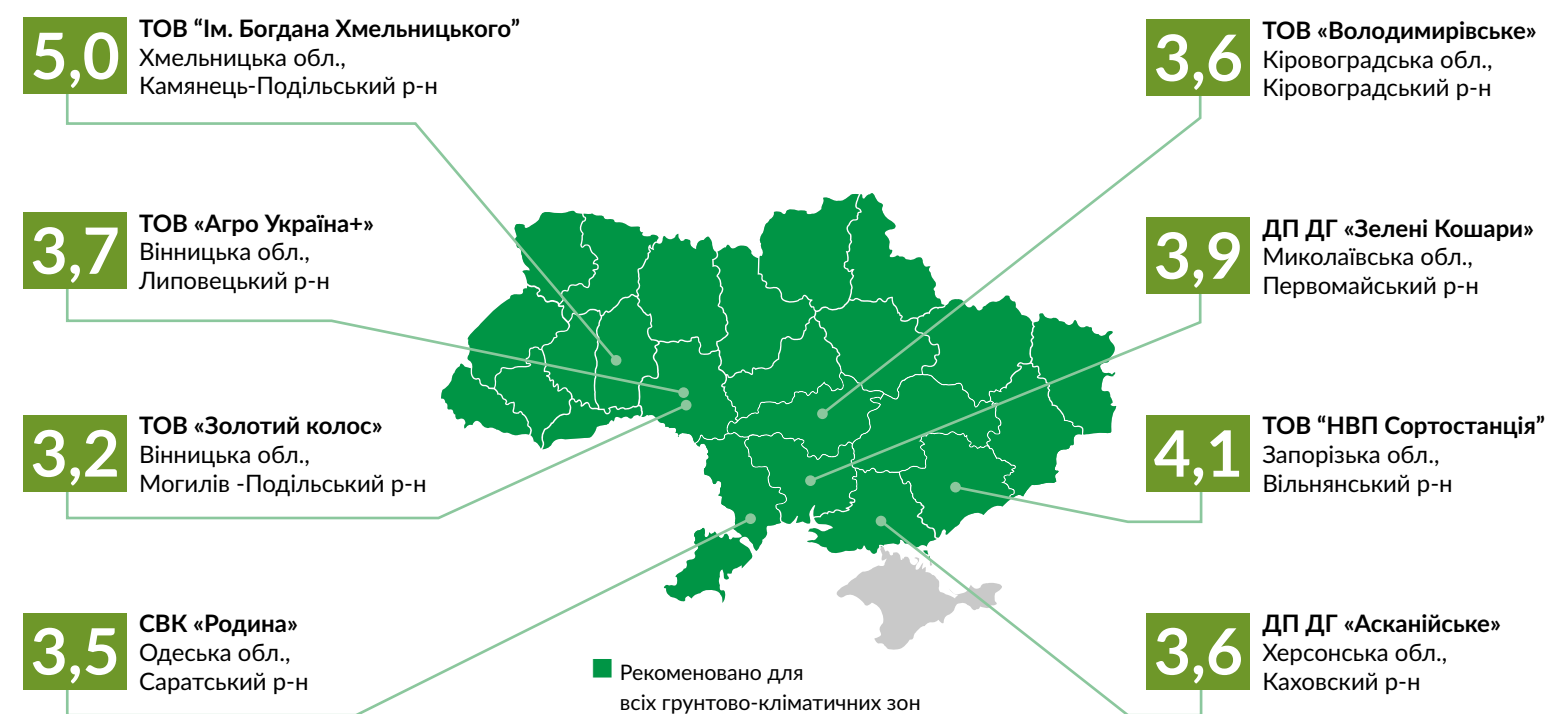 5,0
ТОВ “Ім. Богдана Хмельницького”
Хмельницька обл.,
Камянець-Подільський р-н
3,7
ТОВ «Агро Україна+»
Вінницька обл.,
Липовецький р-н
3,2
ТОВ «Золотий колос»
Вінницька обл.,
Могилів -Подільський р-н
3,5
СВК «Родина»
Одеська обл.,
Саратський р-н
3,6
ТОВ «Володимирівське»
Кіровоградська обл.,
Кіровоградський р-н
3,9
ДП ДГ «Зелені Кошари»
Миколаївська обл.,
Первомайський р-н
4,1
ТОВ “НВП Сортостанція”
Запорізька обл.,
Вільнянський р-н
3,6
ДП ДГ «Асканійське»
Херсонська обл.,
Каховский р-н
Рекоменовано для
всіх грунтово-кліматичних зон